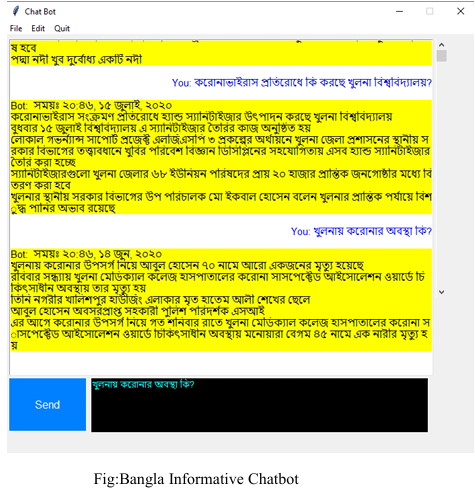 Chat Bot
File Edit Quit
ষ হবে
পদ্মা নদী খুব দুর্বোধ্য একটি নদী
You: করোনাভাইরাস প্রতিরোধে কি করছে খুলনা বিশ্ববিদ্যালয়?
Bot: সময়ঃ ২০:৪৬, ১৫ জুলাই, ২০২০
করোনাভাইরাস সংক্রমণ প্রতিরোধে হ্যান্ড স্যানিটাইজার উৎপাদন করছে খুলনা বিশ্ববিদ্যালয়
বুধবার ১৫ জুলাই বিশ্ববিদ্যালয় এ স্যানিটাইজার তৈরির কাজ অনুষ্ঠিত হয়
লোকাল গভর্ন্যান্স সাপোর্ট প্রজেক্ট এলজিএসপি ৩ প্রকল্পের অর্থায়নে খুলনা জেলা প্রশাসনের স্থানীয় স
রকার বিভাগের তত্ত্বাবধানে খুবির পরিবেশ বিজ্ঞান ডিসিপ্লিনের সহযোগিতায় এসব হ্যান্ড স্যানিটাইজার
তৈরি করা হচ্ছে
স্যানিটাইজারগুলো খুলনা জেলার ৬৮ ইউনিয়ন পরিষদের প্রায় ২০ হাজার প্রান্তিক জনগোষ্ঠীর মধ্যে বি
তরণ করা হবে
খুলনার স্থানীয় সরকার বিভাগের উপ পরিচালক মো ইকবাল হোসেন বলেন খুলনার প্রান্তিক পর্যায়ে বিশ
ুদ্ধ পানির অভাব রয়েছে
You: খুলনায় করোনার অবস্থা কি?
Bot: সময়ঃ ২০:৪৬, ১৪ জুন, ২০২০
খুলনায় করোনার উপসর্গ নিয়ে আবুল হোসেন ৭০ নামে আরো একজনের মৃত্যু হয়েছে
রবিবার সন্ধ্যায় খুলনা মেডিক্যাল কলেজ হাসপাতালের করোনা সাসপেক্টেড আইসোলেশন ওয়ার্ডে চি
কিৎসাধীন অবস্থায় তার মৃত্যু হয়
তিনি নগরীর খালিশপুর হাউজিং এলাকার মৃত হাতেম আলী শেখের ছেলে
আবুল হোসেন অবসরপ্রাপ্ত সহকারী পুলিশ পরিদর্শক এসআই
এর আগে করোনার উপসর্গ নিয়ে গত শনিবার রাতে খুলনা মেডিক্যাল কলেজ হাসপাতালের করোনা স
াসপেক্টেড আইসোলেশন ওয়ার্ডে চিকিৎসাধীন অবস্থায় মনোয়ারা বেগম ৪৫ নামে এক নারীর মৃত্যু হ
য়
Send
খুলনায় করোনার অবস্থা কি?
Fig:Bangla Informative Chatbot